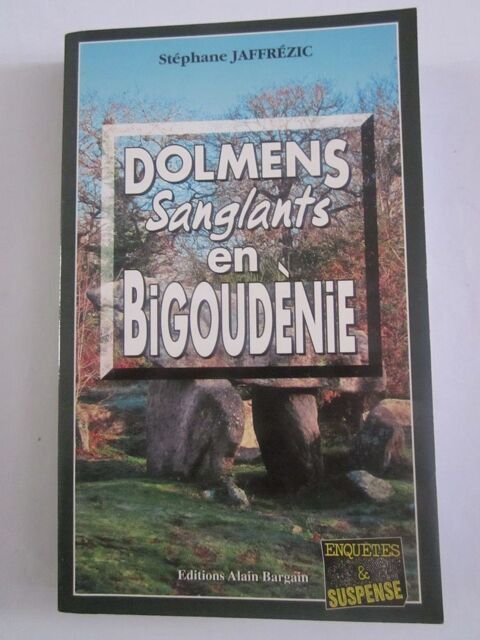 Stéphane JAFFRÉZIC
DOLMENS
Sanglants
en
BiGOUDÈNiE
Editions Alain Bargain
ENQUÊTES
&
SUSPENSE